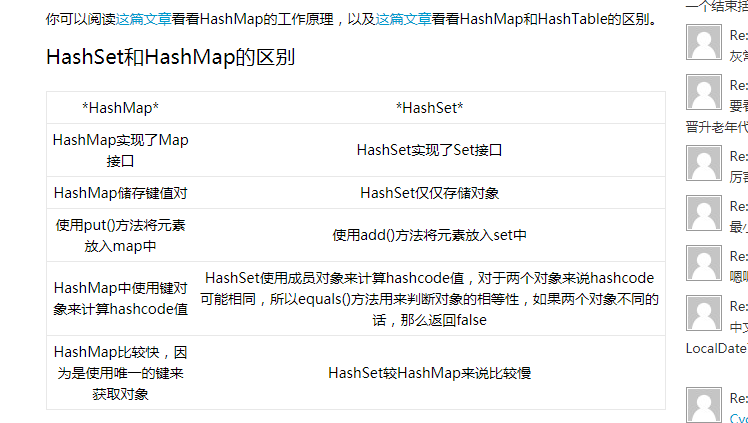 你可以阅读这篇文章看看HashMap的工作原理，以及这篇文章看看HashMap和HashTable的区别。
HashSet和HashMap的区别
*HashMap*
*HashSet*
HashMap实现了Map
接口
HashSet实现了Set接口
HashMap储存键值对
HashSet仅仅存储对象
使用put()方法将元素
放入map中
使用add()方法将元素放入set中
HashMap中使用键对
象来计算hashcode值
HashSet使用成员对象来计算hashcode值，对于两个对象来说hashcode
可能相同，所以equals()方法用来判断对象的相等性，如果两个对象不同的
话，那么返回false
HashMap比较快，因
为是使用唯一的键来
获取对象
HashSet较HashMap来说比较慢
一个结束括
Re:
灰常
Re:
要看
晋升老年代
Re:
厉害
Re:
最小
Re:
嗯嗯
Re:
中文
LocalDateT
Re:
Cyc